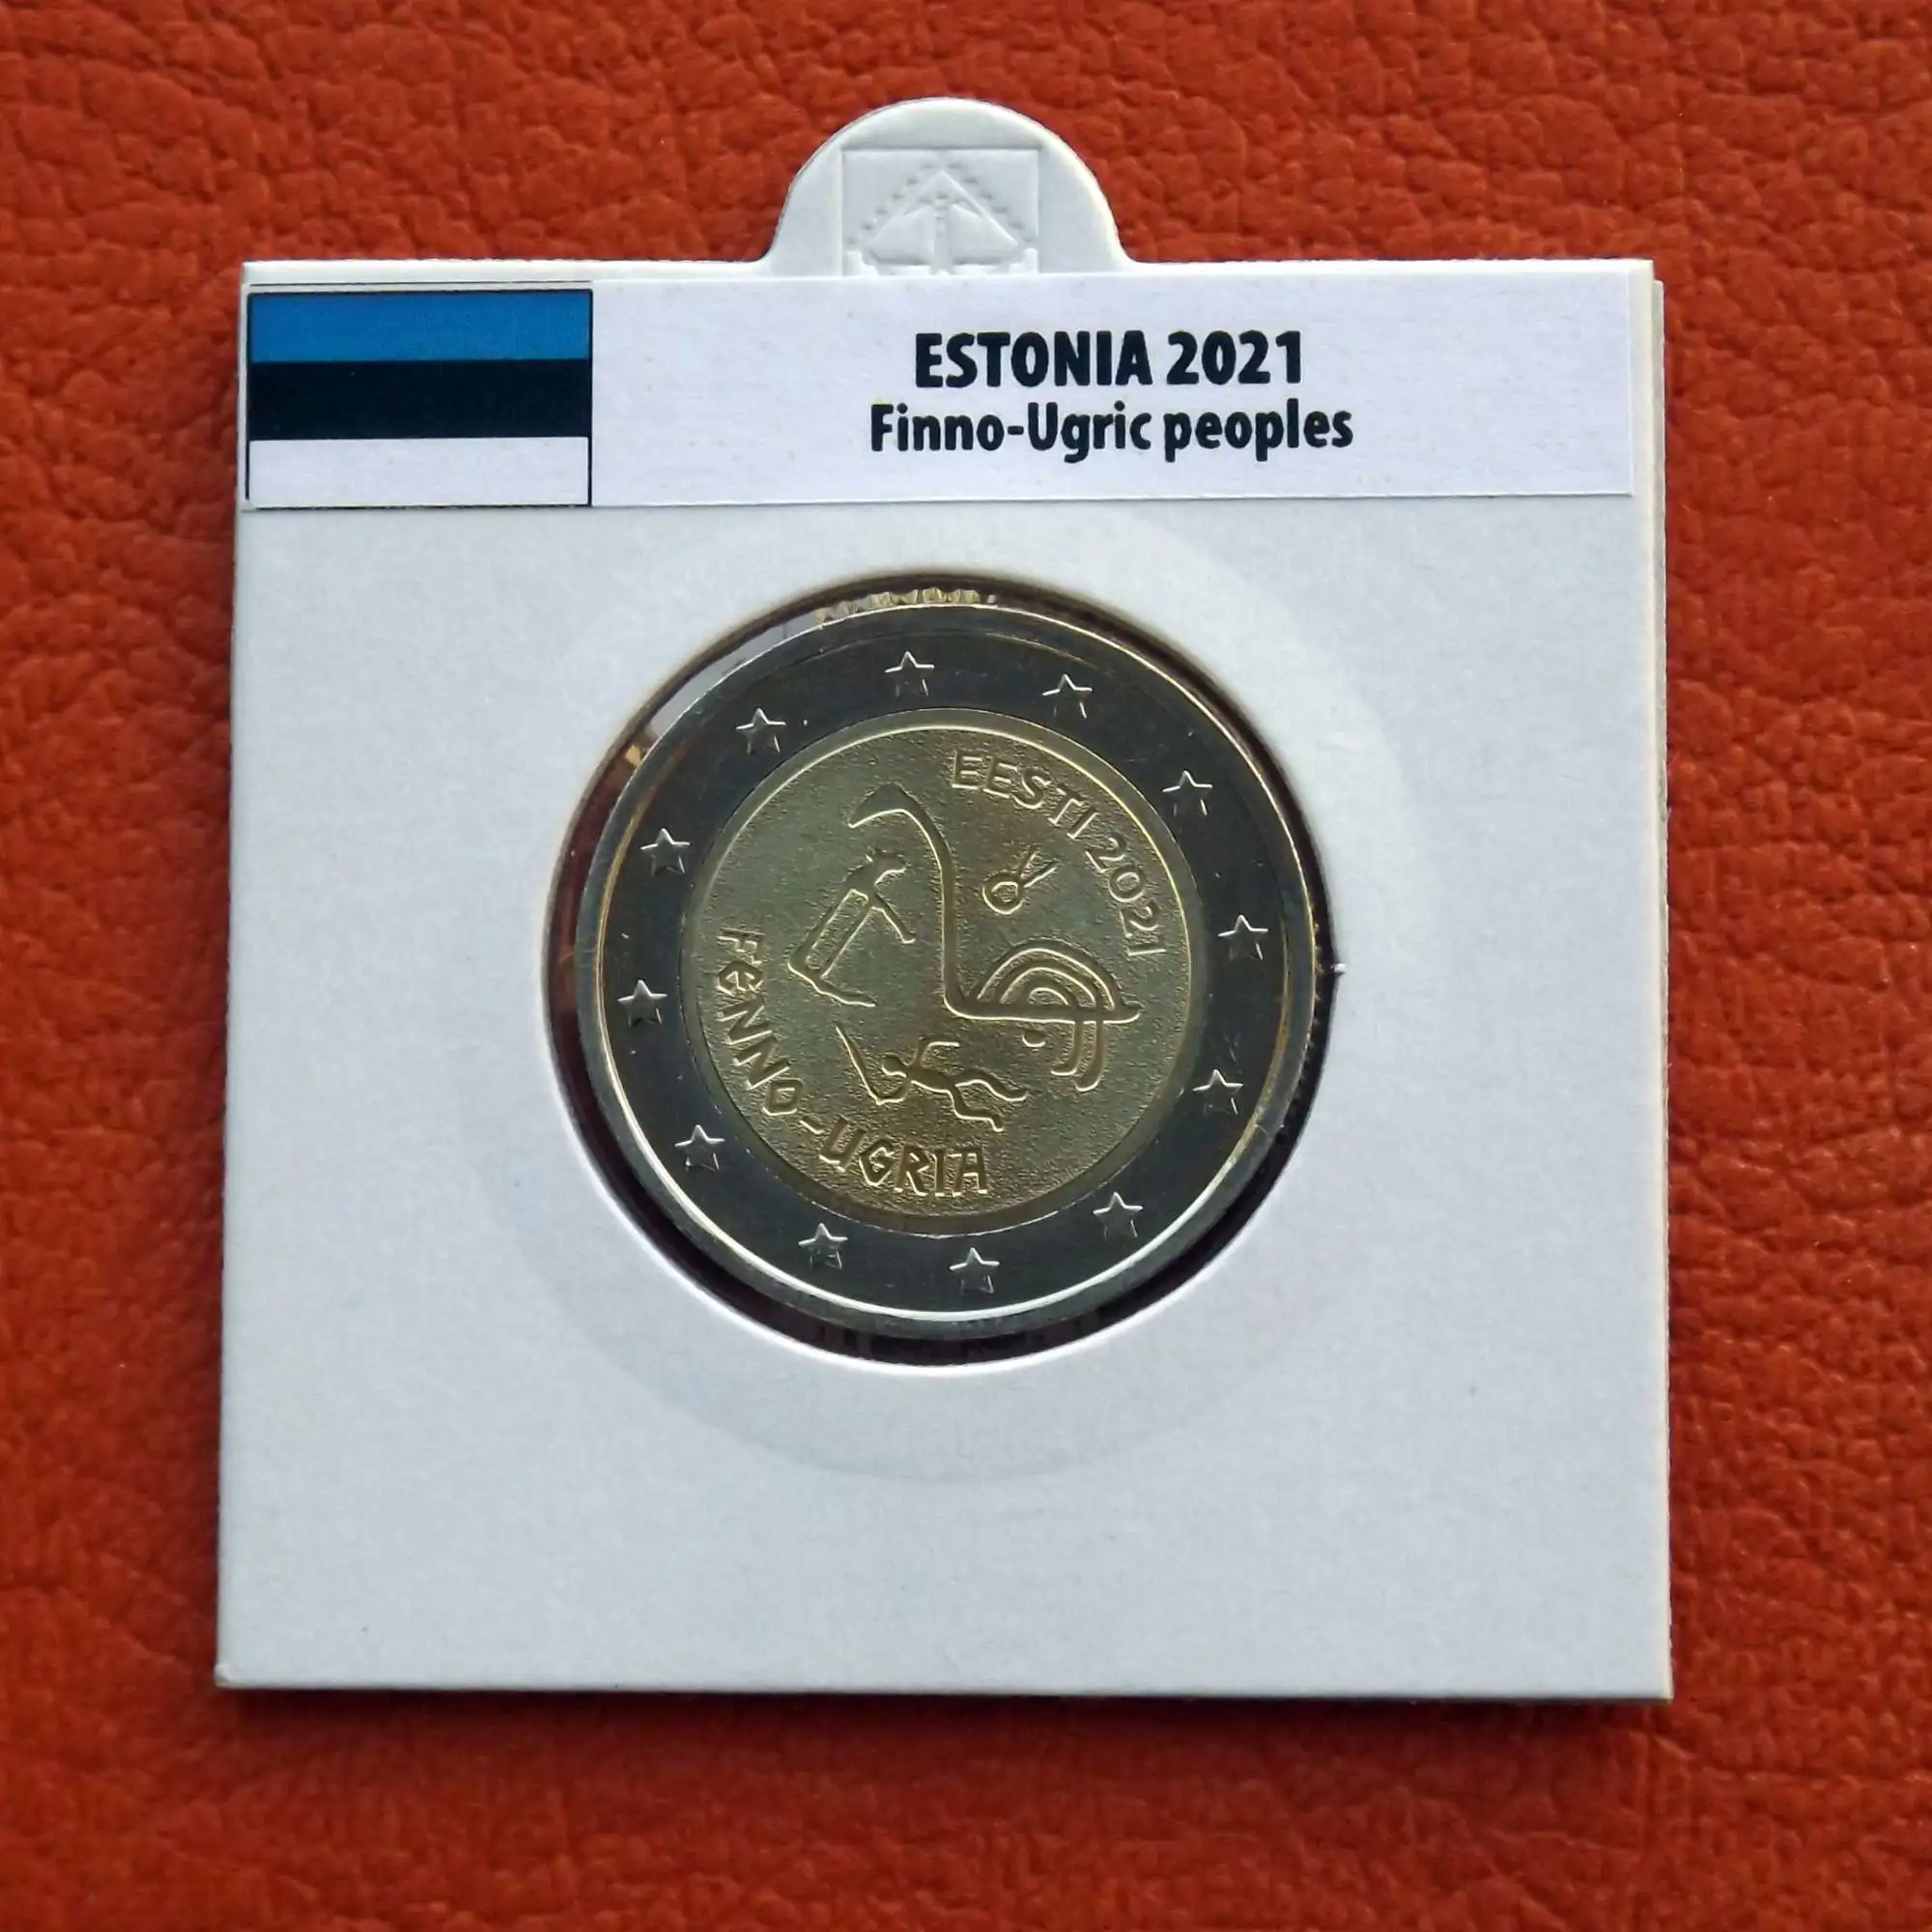 ESTONIA 2021
Finno-Ugric peoples
EESTI 2021
FENNO-UGRIA